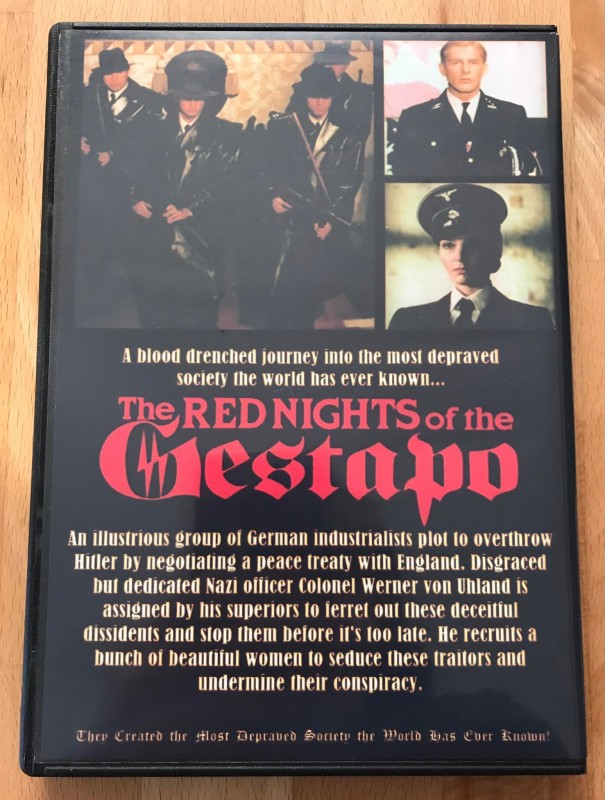 A blood drenched journey into the most depraved
society the world has ever known...
The RED NIGHTS of the
Gestapo
An illustrious group of German industrialists plot to overthrow
Hitler by negotiating a peace treaty with England. Disgraced
but dedicated Nazi officer Colonel Werner von Uhland is
assigned by his superiors to ferret out these deceitful
dissidents and stop them before it's too late. He recruits a
bunch of beautiful women to seduce these traitors and
undermine their conspiracy.
They Created the Most Depraved Society the World Has Ever Known!